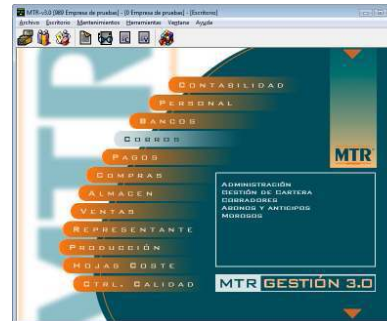 MTR-v3.0 [989 Empresa de pruebas] - [0 Empresa de pruebas] - [Escritorio]
Archivo Escritorio Mantenimientos Herramientas Ventana Ayuda
CONTABILIDAD
PERSONAL
BANCOS
COBROS
PAGOS
COMPRAS
ALMACEN
VENTAS
REPRESENTANTE
PRODUCCIÓN
HOJAS COSTE
CTRL. CALIDAD
MTR
MTR
ADMINISTRACIÓN
GESTIÓN DE CARTERA
COBRADORES
ABONOS Y ANTICIPOS
MOROSOS
MTR GESTIÓN 3.0